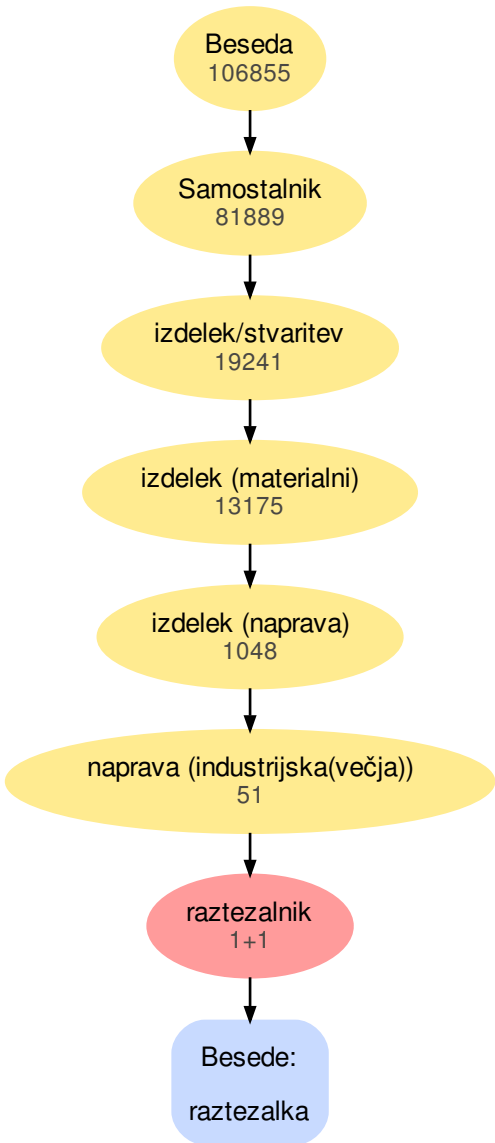 Beseda
106855
Samostalnik
81889
izdelek/stvaritev
19241
izdelek (materialni)
13175
izdelek (naprava)
1048
naprava (industrijska(večja))
51
raztezalnik
1+1
Besede:
raztezalka